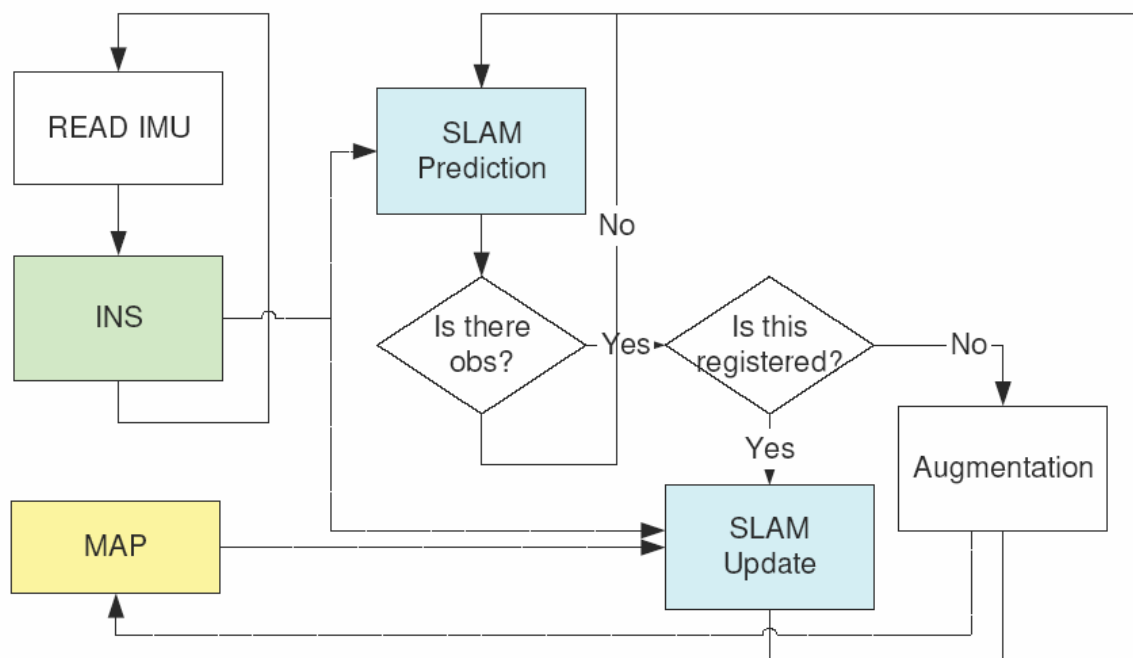 READ IMU
SLAM
Prediction
No
INS
Is there
obs?
Yes
Is this
registered?
No
Yes
Augmentation
MAP
SLAM
Update